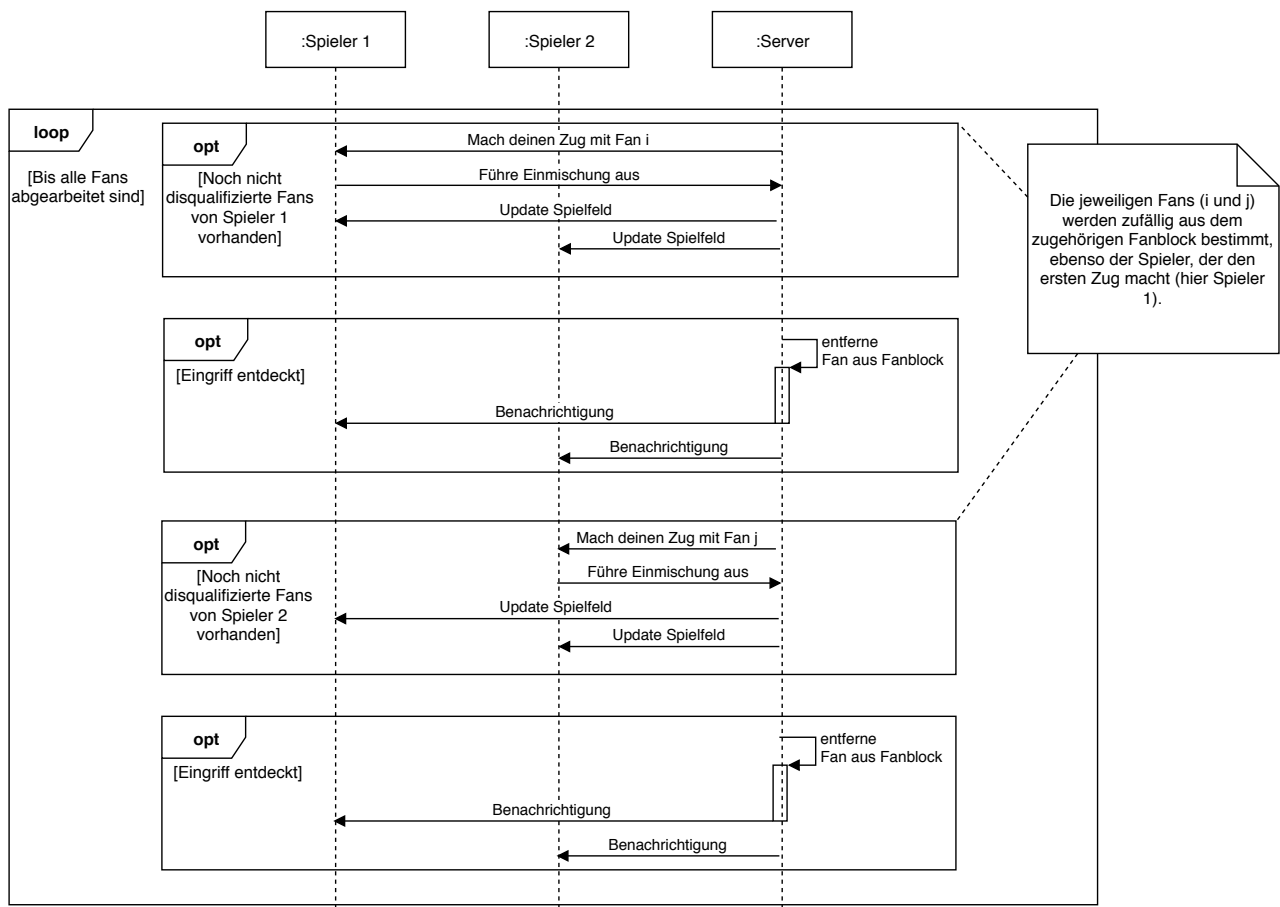 :Spieler 1
:Spieler 2
:Server
loop
[Bis alle Fans
abgearbeitet sind]
opt
[Noch nicht
disqualifizierte Fans
von Spieler 1
vorhanden]
Mach deinen Zug mit Fan i
Führe Einmischung aus
Update Spielfeld
Update Spielfeld
Die jeweiligen Fans (i und j)
werden zufällig aus dem
zugehörigen Fanblock bestimmt,
ebenso der Spieler, der den
ersten Zug macht (hier Spieler
1).
opt
[Eingriff entdeckt]
entferne
Fan aus Fanblock
Benachrichtigung
Benachrichtigung
opt
[Noch nicht
disqualifizierte Fans
von Spieler 2
vorhanden]
Mach deinen Zug mit Fan j
Führe Einmischung aus
Update Spielfeld
Update Spielfeld
opt
[Eingriff entdeckt]
entferne
Fan aus Fanblock
Benachrichtigung
Benachrichtigung